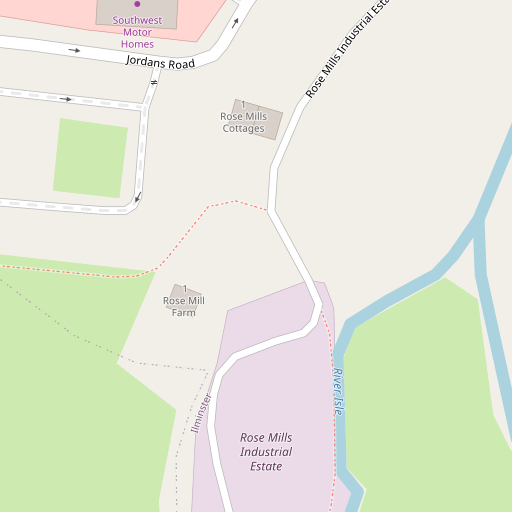 Southwest
Motor
Homes
Jordans Road
Rose Mills Industrial Esta
1
Rose Mills
Cottages
1
Rose Mill
Farm
Ilminster
River Isle
Rose Mills
Industrial
Estate